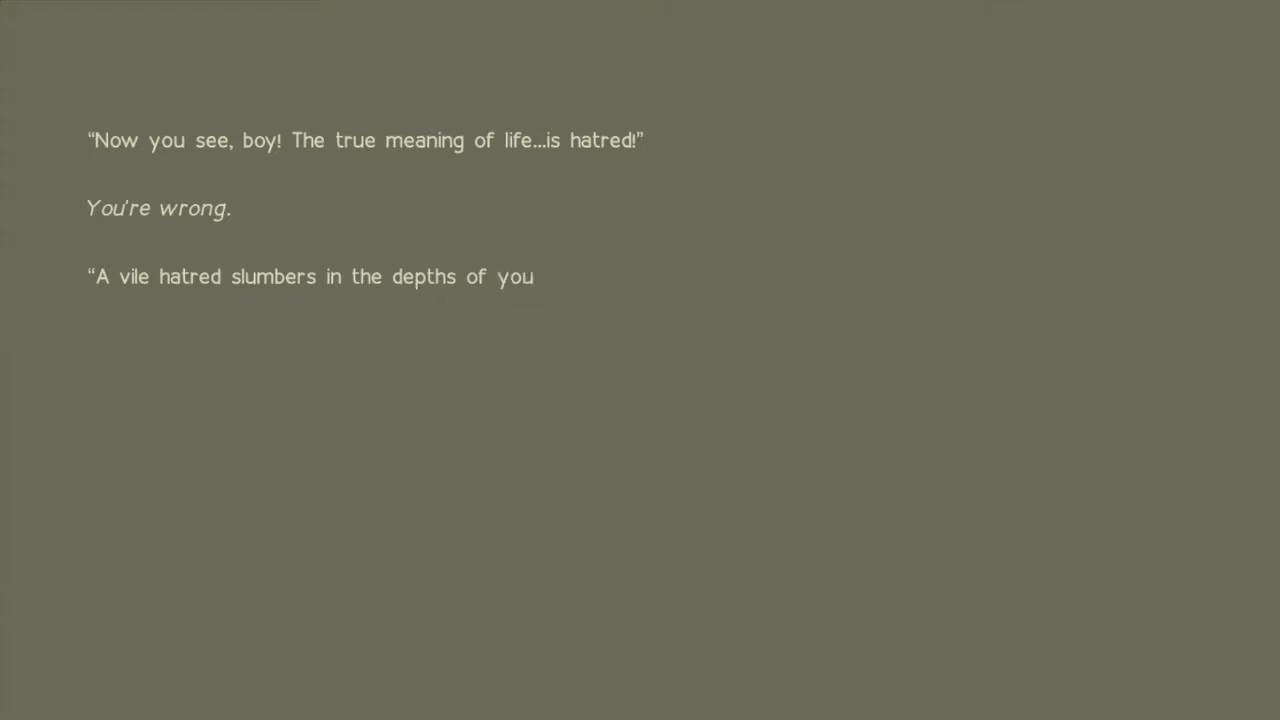 “Now you see, boy! The true meaning of life...is hatred!”
You're wrong.
“A vile hatred slumbers in the depths of you